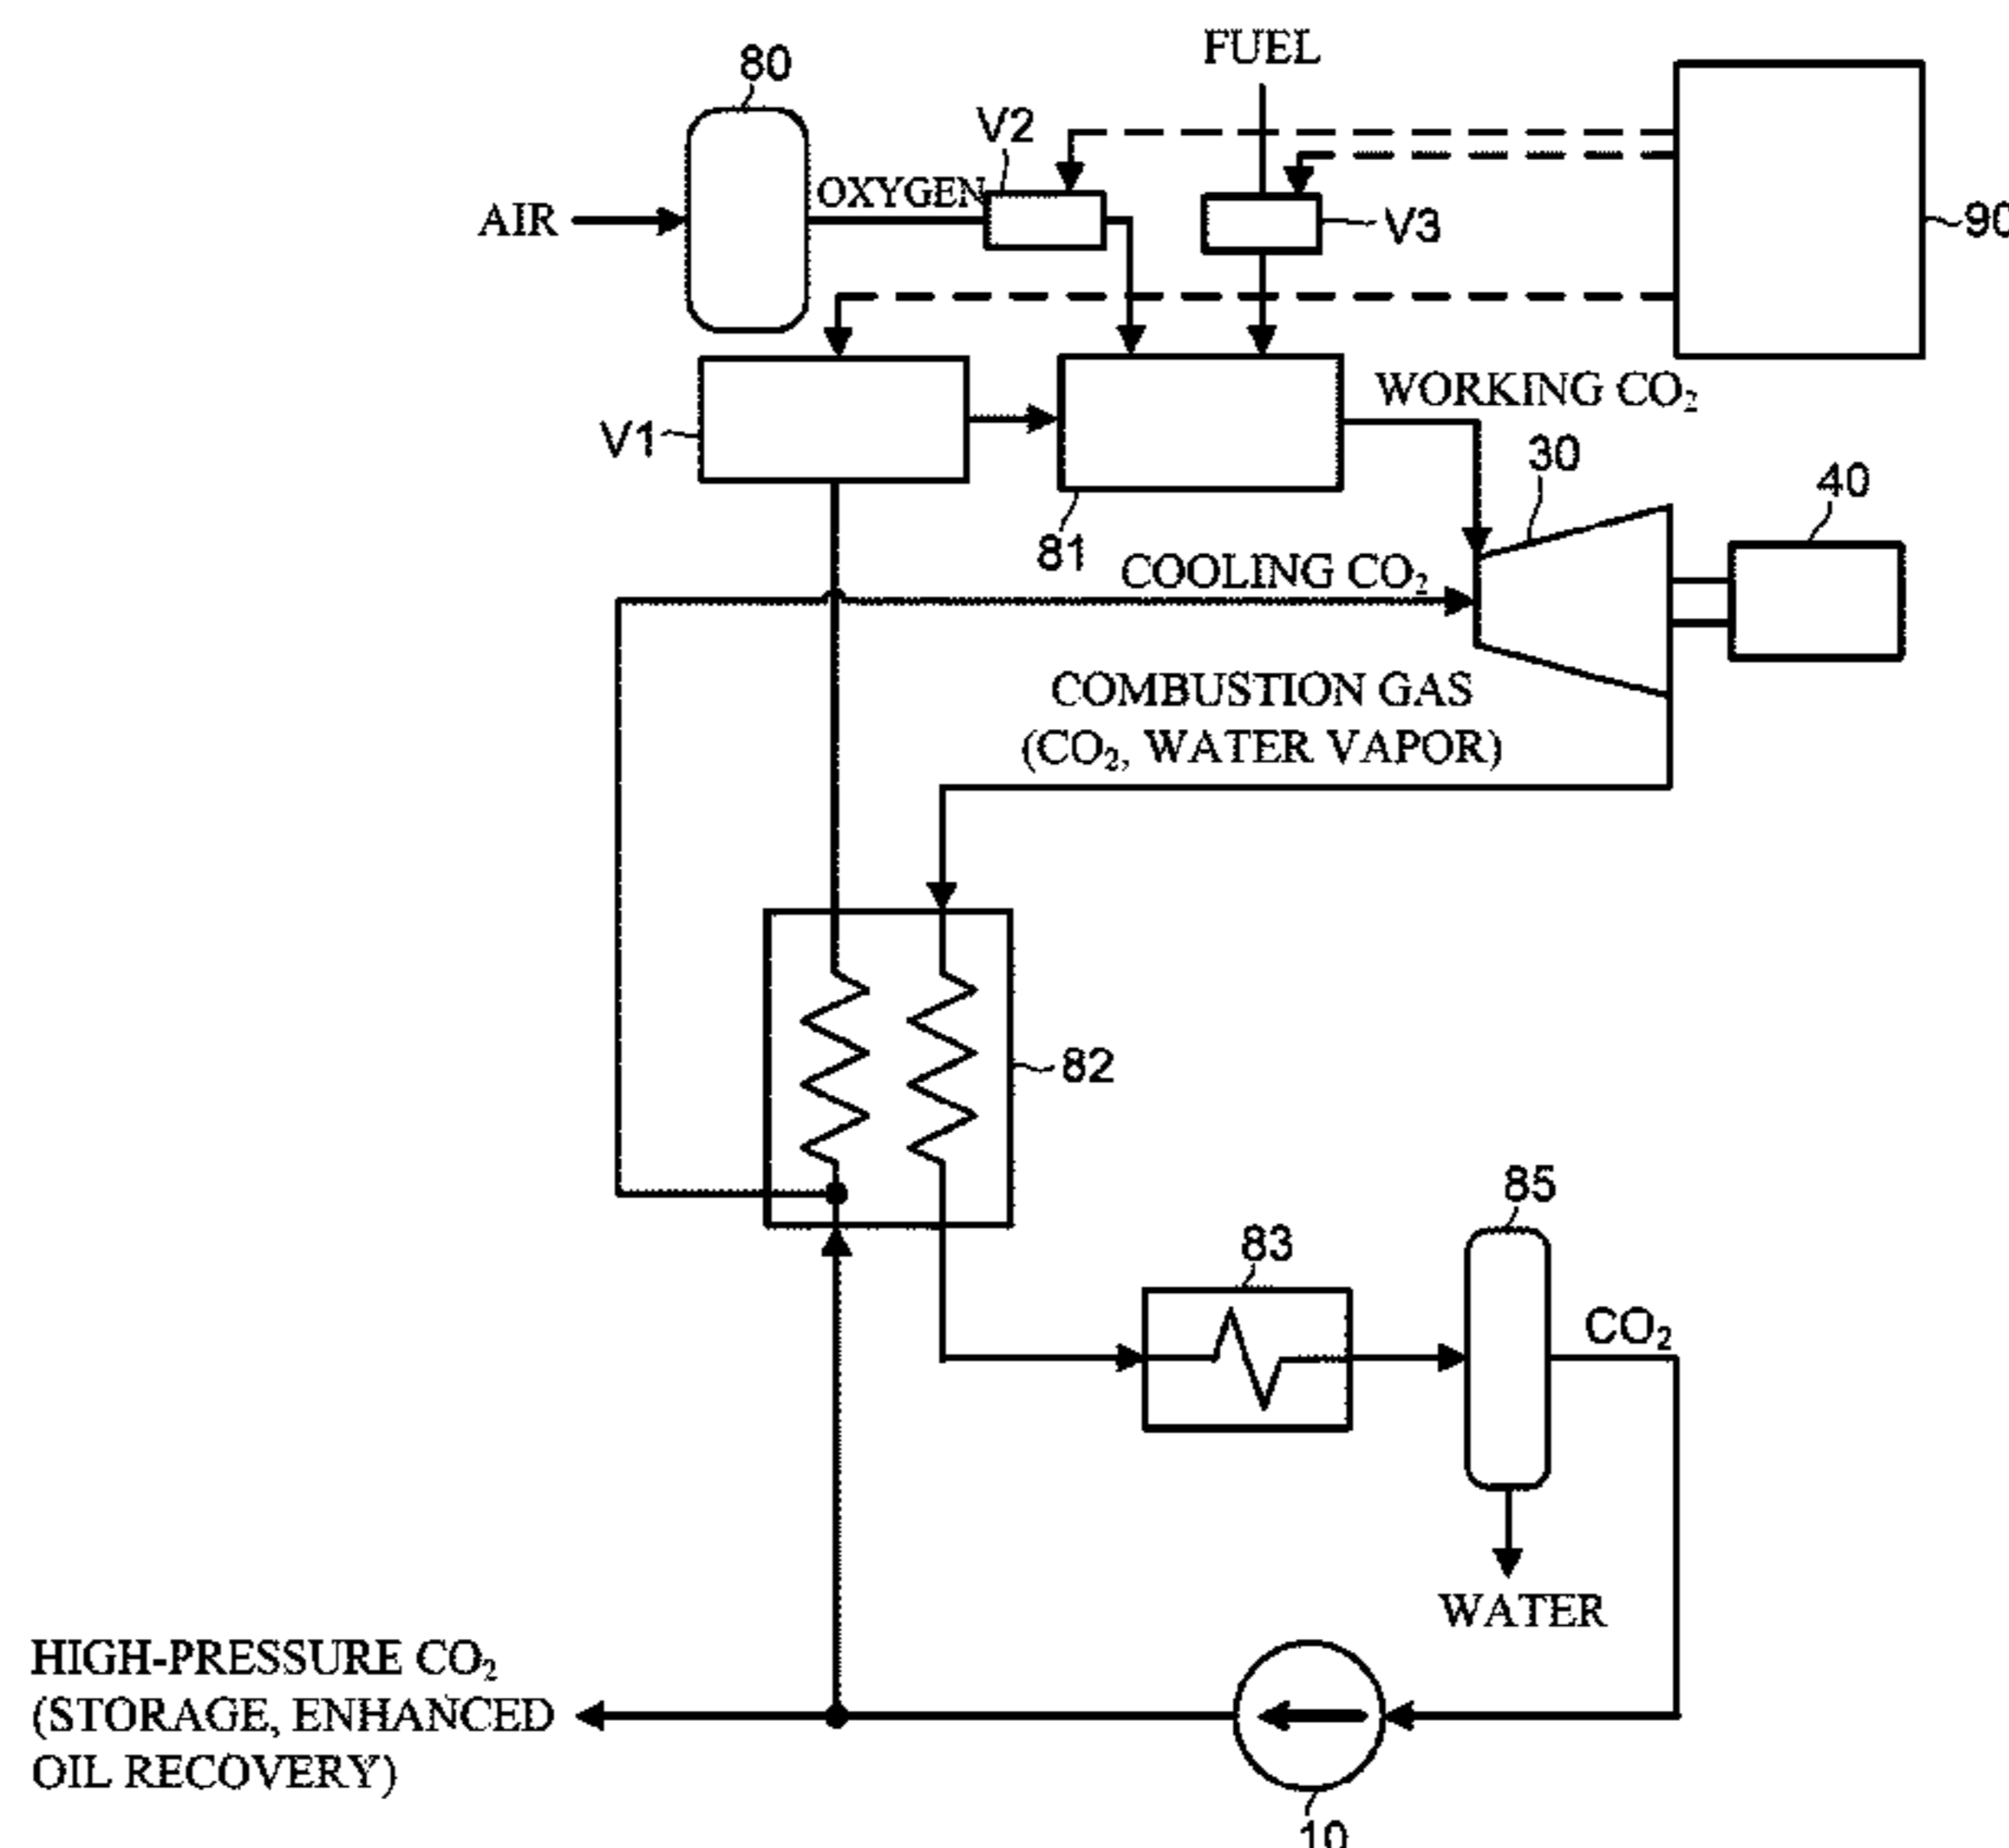 FUEL
80
V2
OXYGEN
AIR
V3
90
WORKING CO₂
V1
30
40
81
COOLING CO₂
COMBUSTION GAS
(CO₂, WATER VAPOR)
82
85
83
CO₂
WATER
HIGH-PRESSURE CO₂
(STORAGE, ENHANCED
OIL RECOVERY)
10